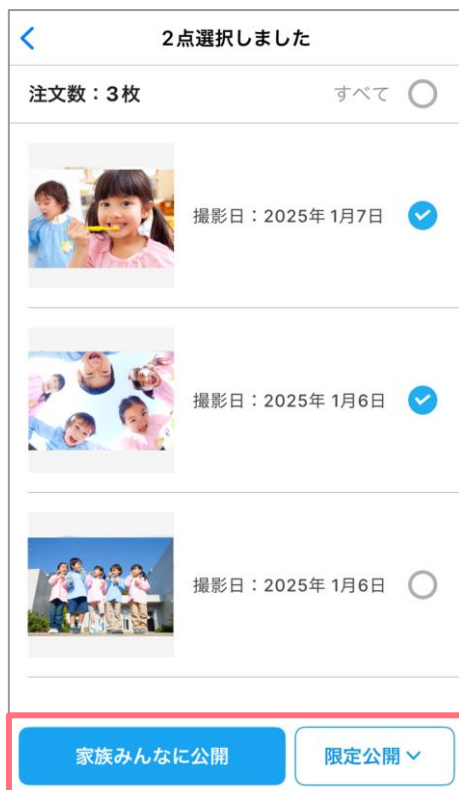 2点選択しました
注文数：3枚 すべて
撮影日：2025年1月7日
撮影日：2025年1月6日
撮影日：2025年1月6日
家族みんなに公開 限定公開